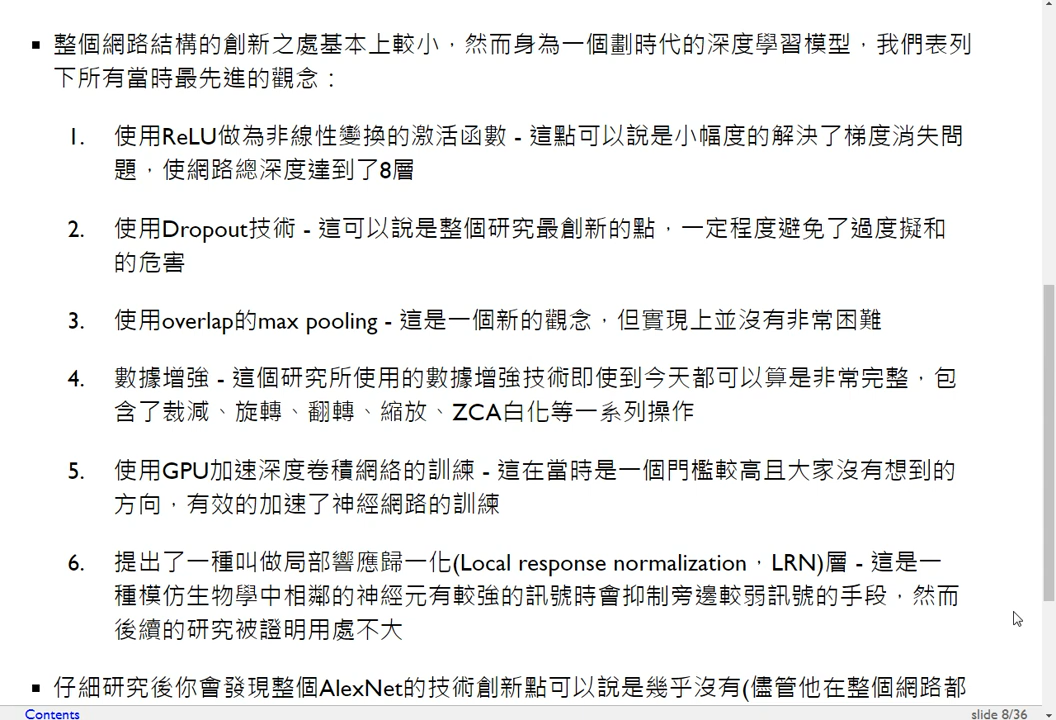 ▪ 整個網路結構的創新之處基本上較小，然而身為一個劃時代的深度學習模型，我們表列
下所有當時最先進的觀念：
1. 使用ReLU做為非線性變換的激活函數 - 這點可以說是小幅度的解決了梯度消失問
題，使網路總深度達到了8層
2. 使用Dropout技術 - 這可以說是整個研究最創新的點，一定程度避免了過度擬和
的危害
3. 使用overlap的max pooling - 這是一個新的觀念，但實現上並沒有非常困難
4. 數據增強 - 這個研究所使用的數據增強技術即使到今天都可以算是非常完整，包
含了裁減、旋轉、翻轉、縮放、ZCA白化等一系列操作
5. 使用GPU加速深度卷積網絡的訓練 - 這在當時是一個門檻較高且大家沒有想到的
方向，有效的加速了神經網路的訓練
6. 提出了一種叫做局部響應歸一化(Local response normalization，LRN)層 - 這是一
種模仿生物學中相鄰的神經元有較強的訊號時會抑制旁邊較弱訊號的手段，然而
後續的研究被證明用處不大
▪ 仔細研究後你會發現整個AlexNet的技術創新點可以說是幾乎沒有(儘管他在整個網路都
Contents
slide 8/36